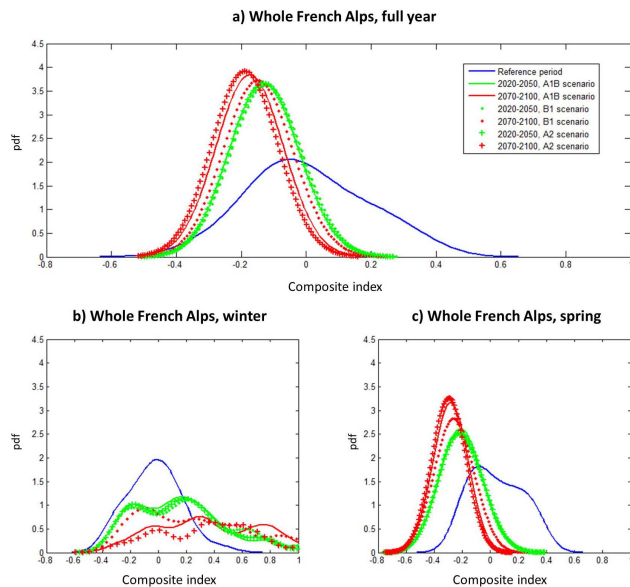 a) Whole French Alps, full year
4.5
4
3.5
3
2.5
2
1.5
1
0.5
0
pdf
Reference period
2020-2050, A1B scenario
2070-2100, A1B scenario
2020-2050, B1 scenario
2070-2100, B1 scenario
2020-2050, A2 scenario
2070-2100, A2 scenario
-0.8 -0.6 -0.4 -0.2 0 0.2 0.4 0.6 0.8 1
Composite index
b) Whole French Alps, winter
4.5
4
3.5
3
2.5
2
1.5
1
0.5
0
pdf
-0.8 -0.6 -0.4 -0.2 0 0.2 0.4 0.6 0.8 1
Composite index
c) Whole French Alps, spring
4.5
4
3.5
3
2.5
2
1.5
1
0.5
0
pdf
-0.8 -0.6 -0.4 -0.2 0 0.2 0.4 0.6 0.8 1
Composite index